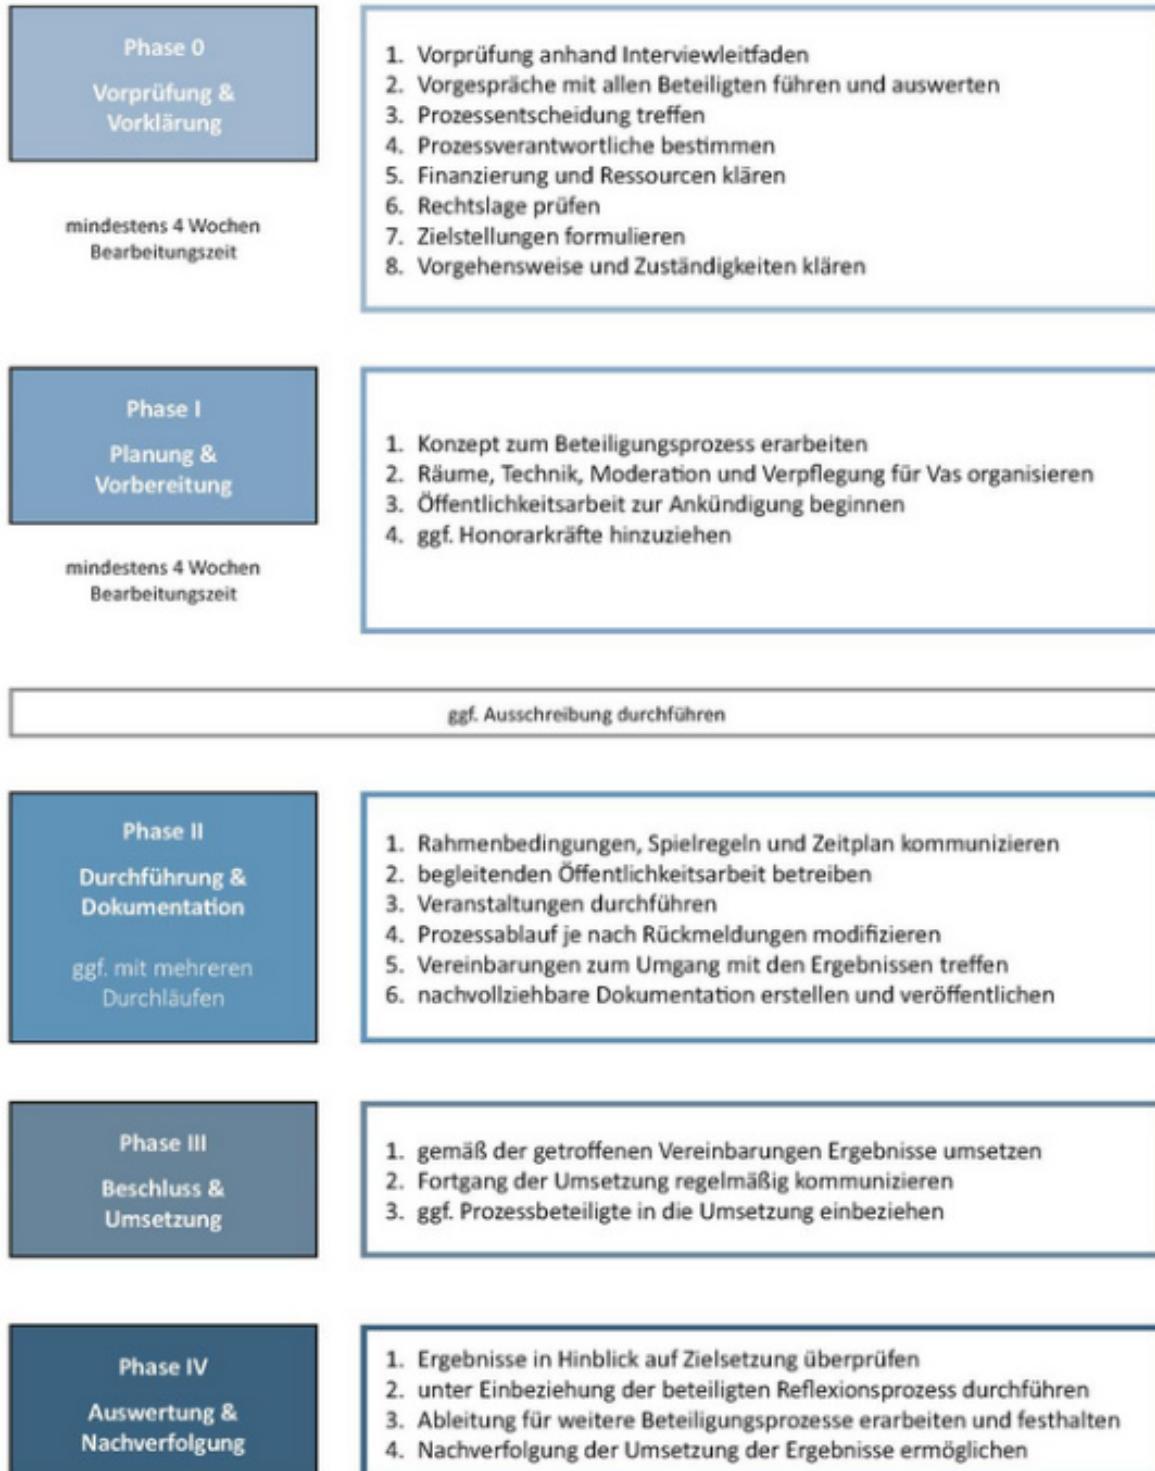 Phase 0
Vorprüfung &
Vorklärung
mindestens 4 Wochen
Bearbeitungszeit
1. Vorprüfung anhand Interviewleitfaden
2. Vorgespräche mit allen Beteiligten führen und auswerten
3. Prozessentscheidung treffen
4. Prozessverantwortliche bestimmen
5. Finanzierung und Ressourcen klären
6. Rechtslage prüfen
7. Zielstellungen formulieren
8. Vorgehensweise und Zuständigkeiten klären
Phase I
Planung &
Vorbereitung
mindestens 4 Wochen
Bearbeitungszeit
1. Konzept zum Beteiligungsprozess erarbeiten
2. Räume, Technik, Moderation und Verpflegung für Vas organisieren
3. Öffentlichkeitsarbeit zur Ankündigung beginnen
4. ggf. Honorarkräfte hinzuziehen
ggf. Ausschreibung durchführen
Phase II
Durchführung &
Dokumentation
ggf. mit mehreren
Durchläufen
1. Rahmenbedingungen, Spielregeln und Zeitplan kommunizieren
2. begleitenden Öffentlichkeitsarbeit betreiben
3. Veranstaltungen durchführen
4. Prozessablauf je nach Rückmeldungen modifizieren
5. Vereinbarungen zum Umgang mit den Ergebnissen treffen
6. nachvollziehbare Dokumentation erstellen und veröffentlichen
Phase III
Beschluss &
Umsetzung
1. gemäß der getroffenen Vereinbarungen Ergebnisse umsetzen
2. Fortgang der Umsetzung regelmäßig kommunizieren
3. ggf. Prozessbeteiligte in die Umsetzung einbeziehen
Phase IV
Auswertung &
Nachverfolgung
1. Ergebnisse in Hinblick auf Zielsetzung überprüfen
2. unter Einbeziehung der beteiligten Reflexionsprozess durchführen
3. Ableitung für weitere Beteiligungsprozesse erarbeiten und festhalten
4. Nachverfolgung der Umsetzung der Ergebnisse ermöglichen